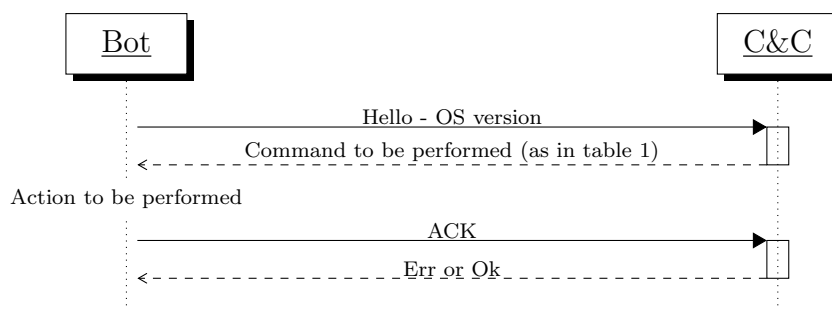 Bot
C&C
Hello - OS version
Command to be performed (as in table 1)
Action to be performed
ACK
Err or Ok